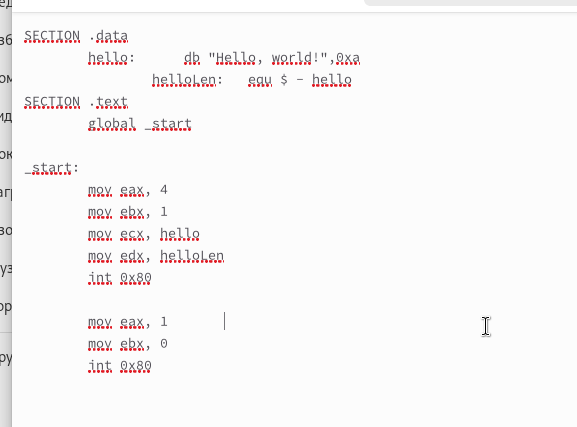 SECTION .data
hello: db "Hello, world!",0xa
helloLen: equ $ - hello
SECTION .text
global _start
_start:
mov eax, 4
mov ebx, 1
mov ecx, hello
mov edx, helloLen
int 0x80
mov eax, 1
mov ebx, 0
int 0x80